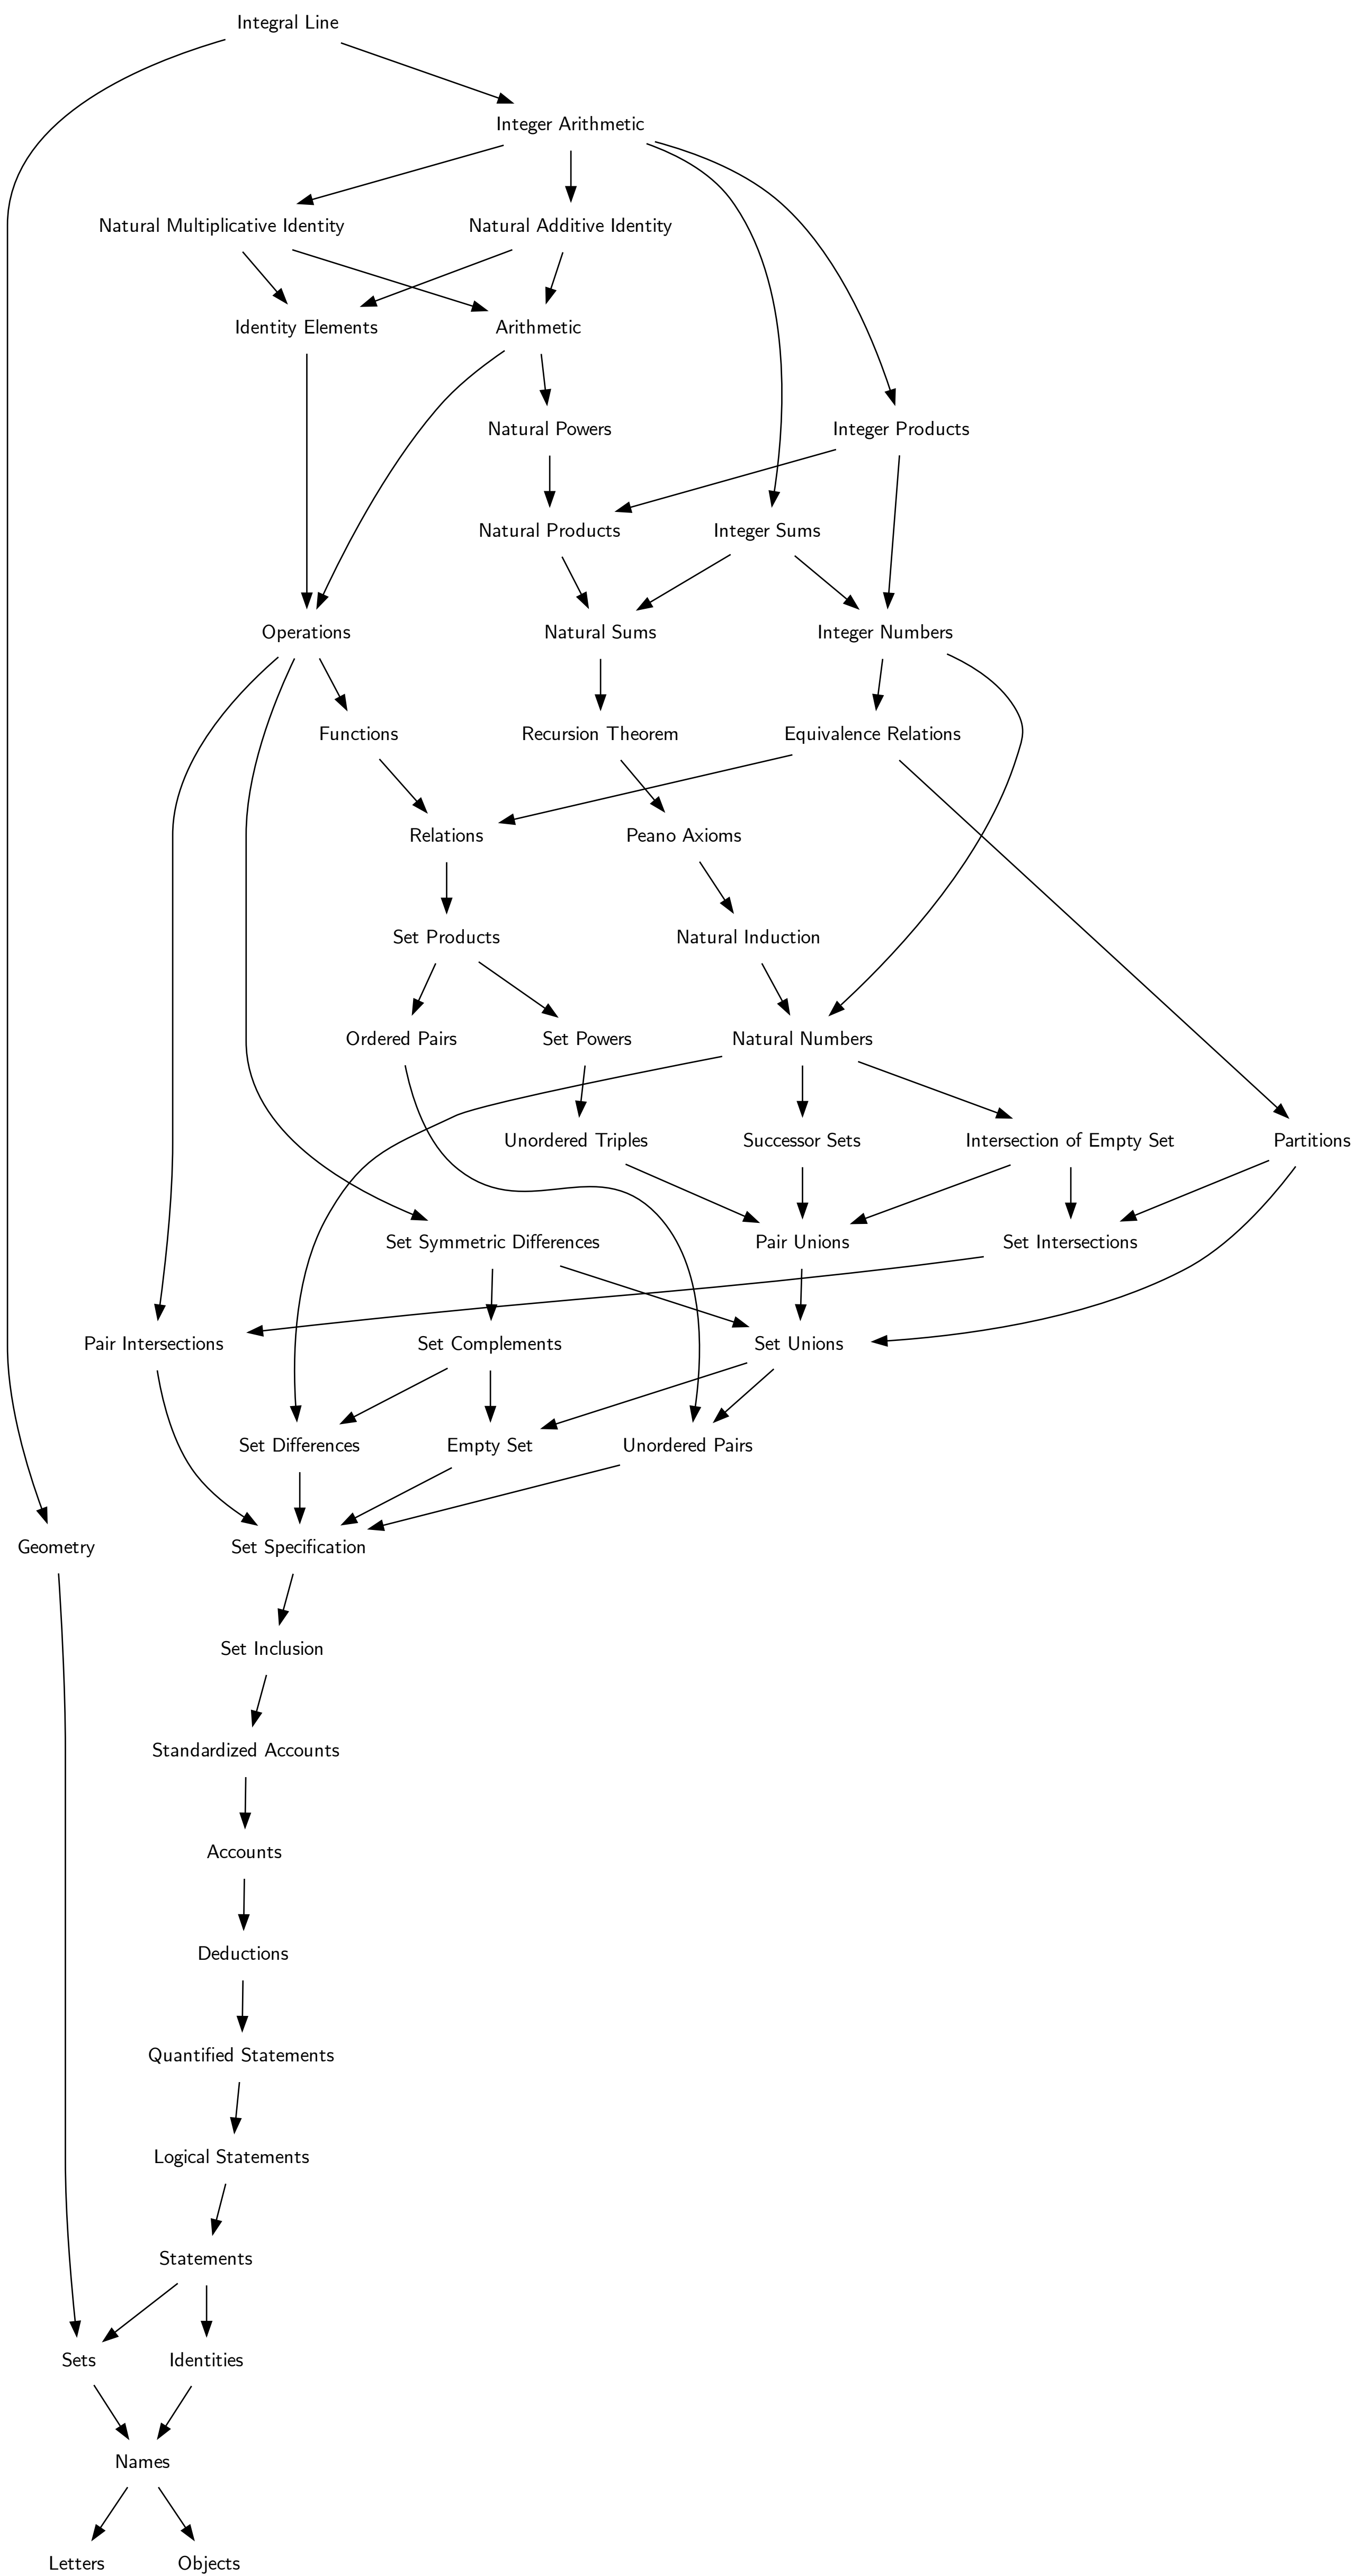 Integral Line
Integer Arithmetic
Natural Multiplicative Identity
Natural Additive Identity
Identity Elements
Arithmetic
Natural Powers
Integer Products
Natural Products
Integer Sums
Operations
Natural Sums
Integer Numbers
Functions
Recursion Theorem
Equivalence Relations
Relations
Peano Axioms
Set Products
Natural Induction
Ordered Pairs
Set Powers
Natural Numbers
Unordered Triples
Successor Sets
Intersection of Empty Set
Partitions
Set Symmetric Differences
Pair Unions
Set Intersections
Pair Intersections
Set Complements
Set Unions
Set Differences
Empty Set
Unordered Pairs
Geometry
Set Specification
Set Inclusion
Standardized Accounts
Accounts
Deductions
Quantified Statements
Logical Statements
Statements
Sets
Identities
Names
Letters
Objects